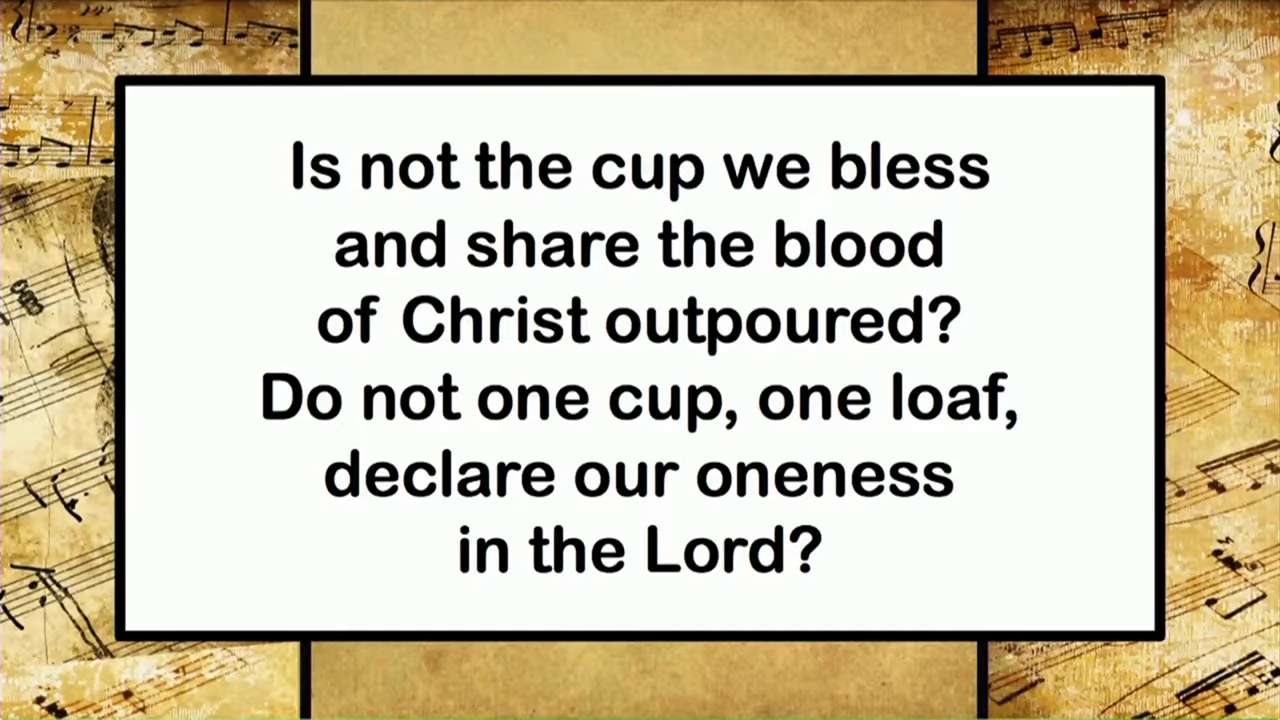 Is not the cup we bless
and share the blood
of Christ outpoured?
Do not one cup, one loaf,
declare our oneness
in the Lord?